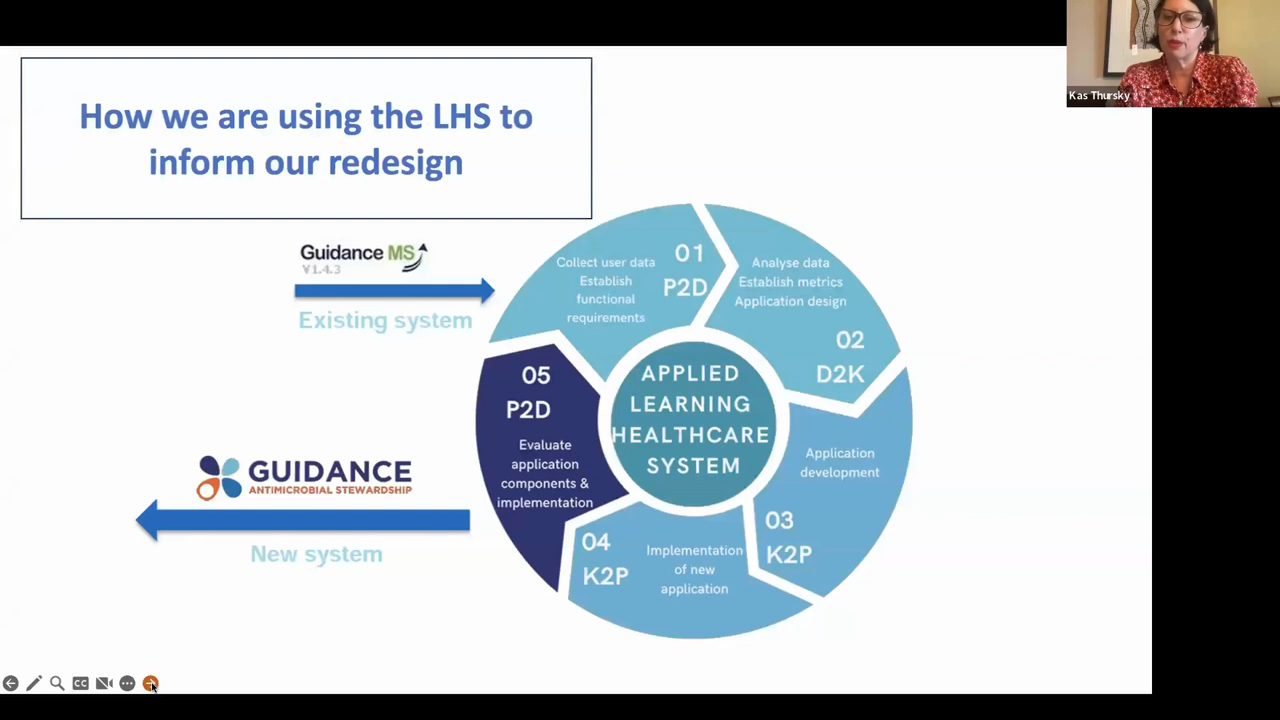 How we are using the LHS to
inform our redesign
Kas Thursky
Guidance MS
V1.4.3
Existing system
01
P2D
Collect user data
Establish
functional
requirements
Analyse data
Establish metrics
Application design
02
D2K
Application
development
03
K2P
04
K2P
Implementation
of new
application
05
P2D
Evaluate
application
components &
implementation
APPLIED
LEARNING
HEALTHCARE
SYSTEM
GUIDANCE
ANTIMICROBIAL STEWARDSHIP
New system
CC